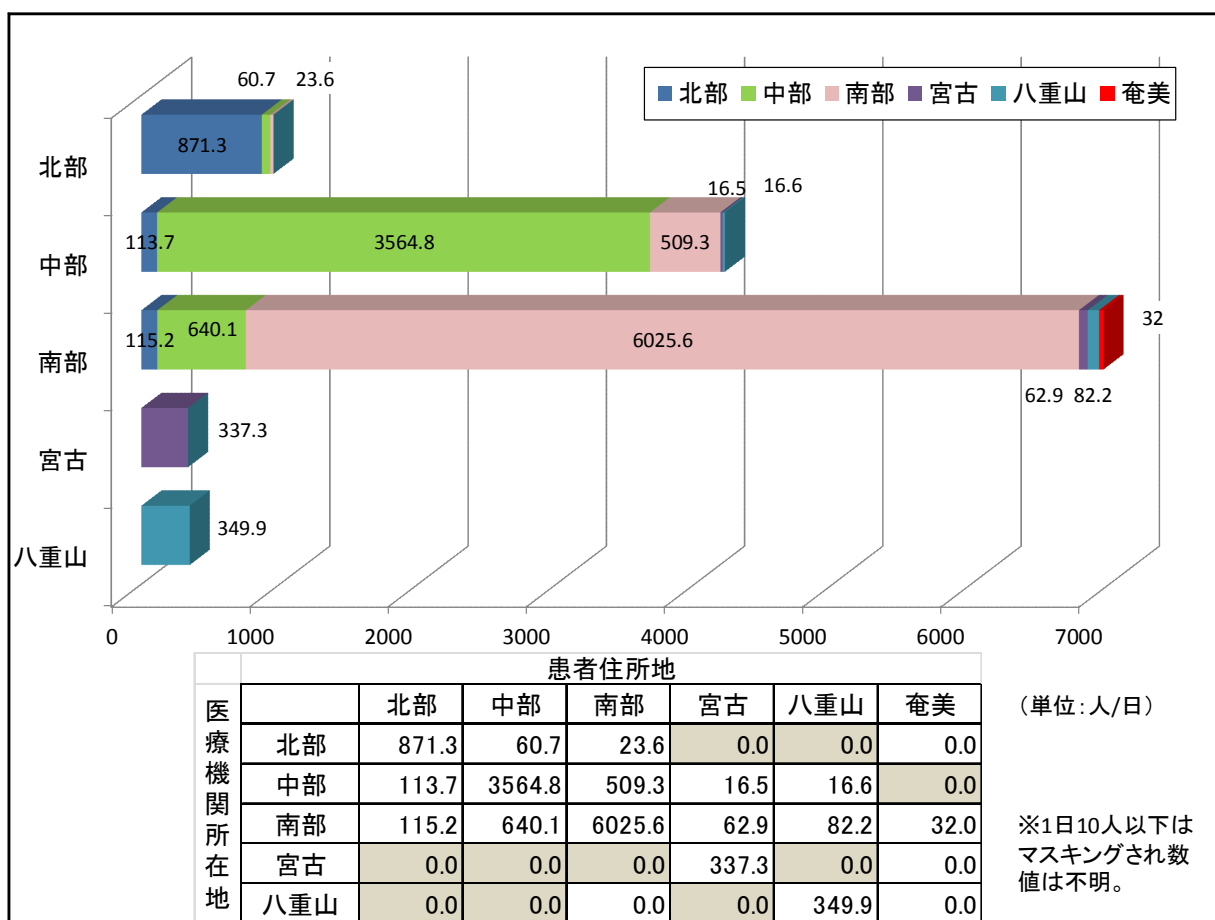 60.7 23.6
北部 中部 南部 宮古 八重山 奄美
北部 871.3
16.5 16.6
中部 113.7 3564.8 509.3
32
南部 115.2 640.1 6025.6
62.9 82.2
宮古 337.3
八重山 349.9
0 1000 2000 3000 4000 5000 6000 7000
患者住所地
医療機関所在地
北部 中部 南部 宮古 八重山 奄美
北部 871.3 60.7 23.6 0.0 0.0 0.0
中部 113.7 3564.8 509.3 16.5 16.6 0.0
南部 115.2 640.1 6025.6 62.9 82.2 32.0
宮古 0.0 0.0 0.0 337.3 0.0 0.0
八重山 0.0 0.0 0.0 0.0 349.9 0.0
（単位：人/日）
※1日10人以下は
マスキングされ数
値は不明。